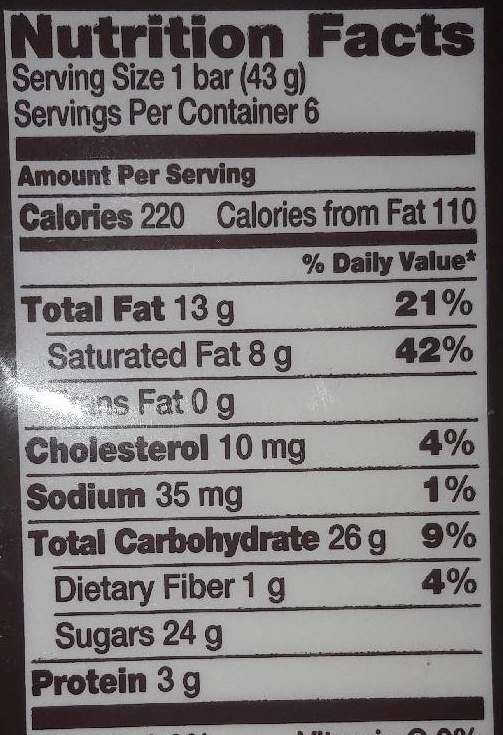 Nutrition Facts
Serving Size 1 bar (43 g)
Servings Per Container 6
Amount Per Serving
Calories 220 Calories from Fat 110
% Daily Value*
Total Fat 13 g 21%
Saturated Fat 8 g 42%
Fat 0 g
Cholesterol 10 mg 4%
Sodium 35 mg 1%
Total Carbohydrate 26 g 9%
Dietary Fiber 1 g 4%
Sugars 24 g
Protein 3 g